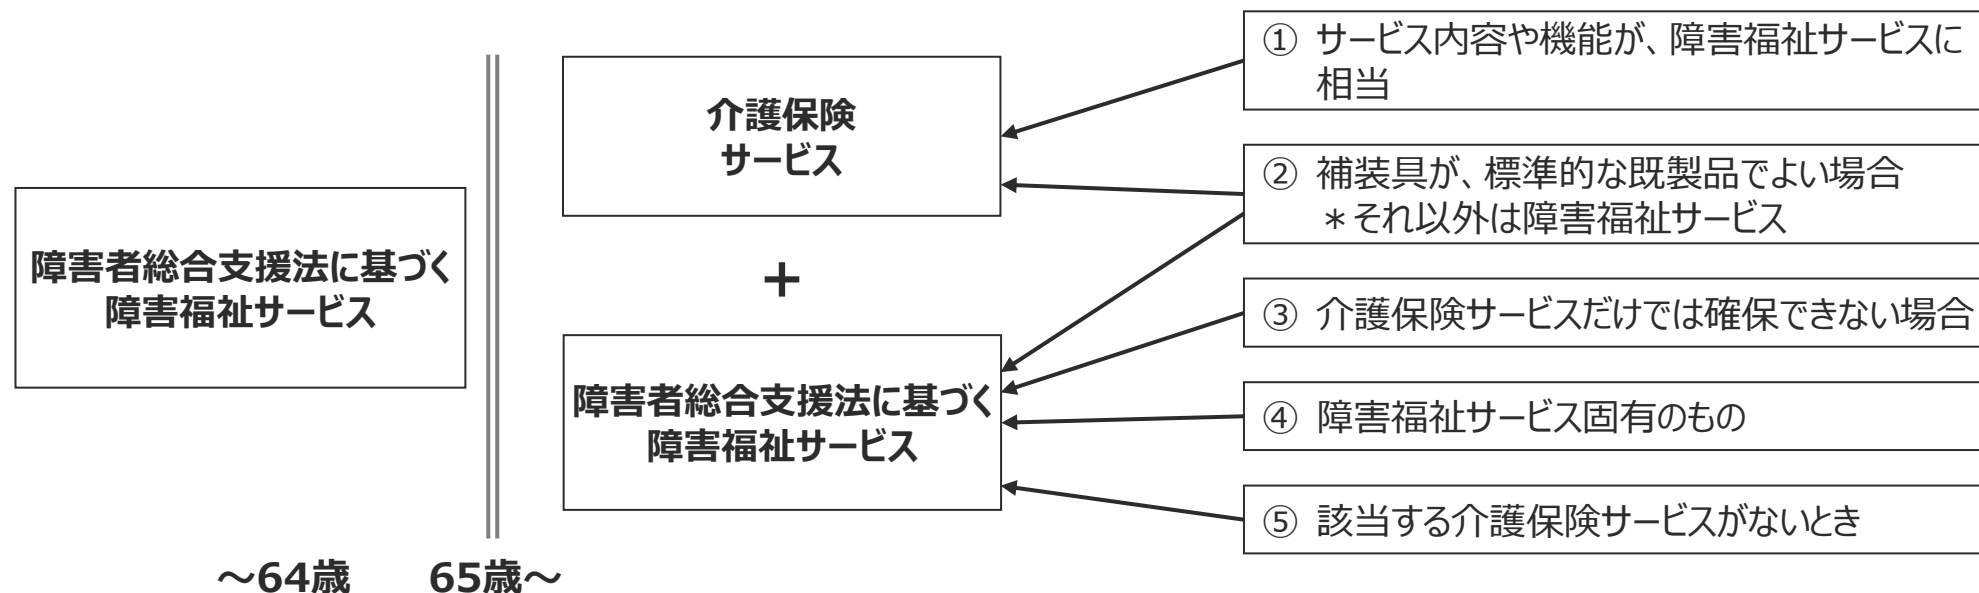 障害者総合支援法に基づく
障害福祉サービス
～64歳
65歳～
介護保険
サービス
＋
障害者総合支援法に基づく
障害福祉サービス
① サービス内容や機能が、障害福祉サービスに
相当
② 補装具が、標準的な既製品でよい場合
＊それ以外は障害福祉サービス
③ 介護保険サービスだけでは確保できない場合
④ 障害福祉サービス固有のもの
⑤ 該当する介護保険サービスがないとき